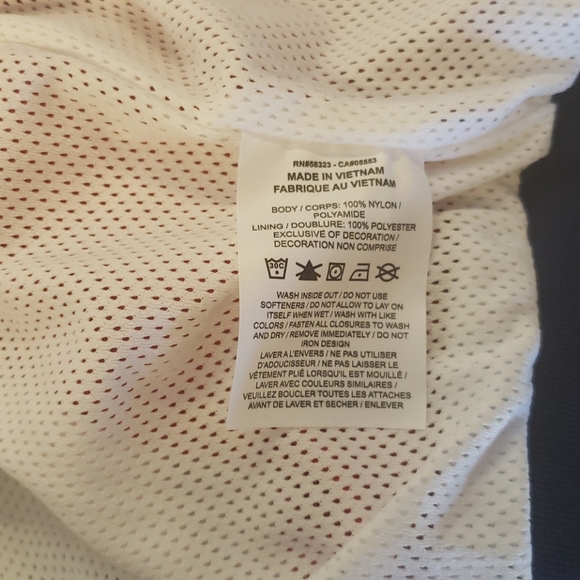 RN#56323 - CA#05553
MADE IN VIETNAM
FABRIQUE AU VIETNAM
BODY / CORPS: 100% NYLON /
POLYAMIDE
LINING / DOUBLURE: 100% POLYESTER
EXCLUSIVE OF DECORATION /
DECORATION NON COMPRISE
30C
WASH INSIDE OUT / DO NOT USE
SOFTENERS / DO NOT ALLOW TO LAY ON
ITSELF WHEN WET / WASH WITH LIKE
COLORS / FASTEN ALL CLOSURES TO WASH
AND DRY / REMOVE IMMEDIATELY / DO NOT
IRON DESIGN
LAVER A L'ENVERS / NE PAS UTILISER
D'ADOUCISSEUR / NE PAS LAISSER LE
VÊTEMENT PLIÉ LORSQU'IL EST MOUILLÉ /
LAVER AVEC COULEURS SIMILAIRES /
VEUILLEZ BOUCLER TOUTES LES ATTACHES
AVANT DE LAVER ET SECHER / ENLEVER